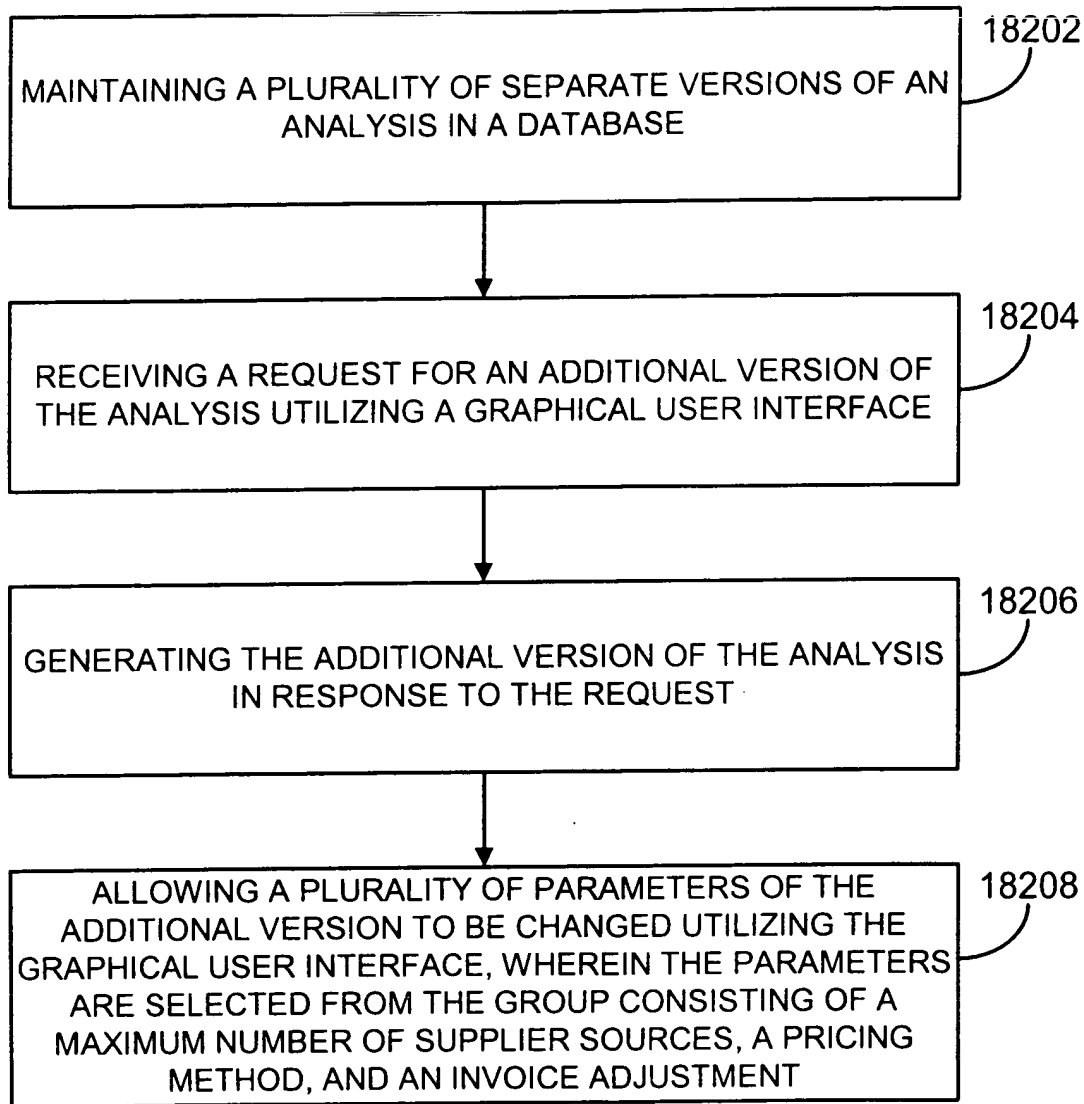 18202
MAINTAINING A PLURALITY OF SEPARATE VERSIONS OF AN
ANALYSIS IN A DATABASE
18204
RECEIVING A REQUEST FOR AN ADDITIONAL VERSION OF
THE ANALYSIS UTILIZING A GRAPHICAL USER INTERFACE
18206
GENERATING THE ADDITIONAL VERSION OF THE ANALYSIS
IN RESPONSE TO THE REQUEST
18208
ALLOWING A PLURALITY OF PARAMETERS OF THE
ADDITIONAL VERSION TO BE CHANGED UTILIZING THE
GRAPHICAL USER INTERFACE, WHEREIN THE PARAMETERS
ARE SELECTED FROM THE GROUP CONSISTING OF A
MAXIMUM NUMBER OF SUPPLIER SOURCES, A PRICING
METHOD, AND AN INVOICE ADJUSTMENT